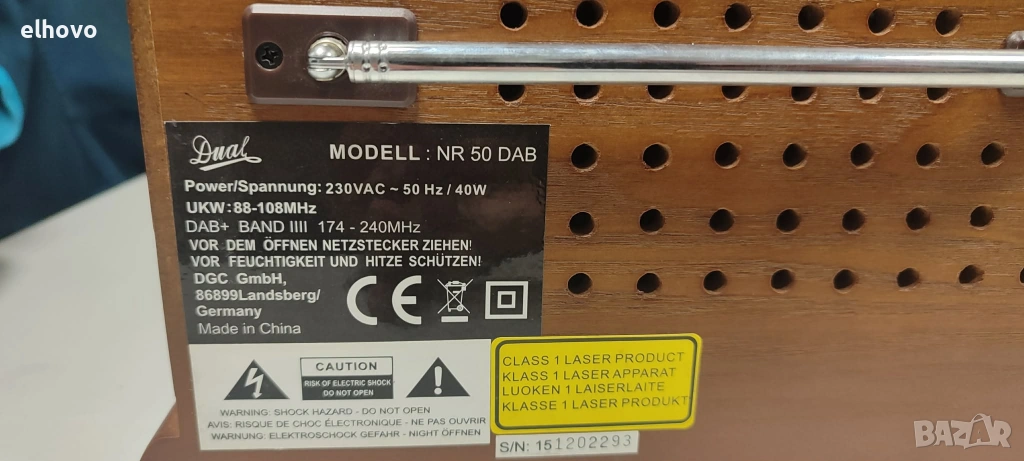 elhovo
Dual
MODELL : NR 50 DAB
Power/Spannung: 230VAC ~ 50 Hz / 40W
UKW:88-108MHz
DAB+ BAND IIII 174 - 240MHz
VOR DEM ÖFFNEN NETZSTECKER ZIEHEN!
VOR FEUCHTIGKEIT UND HITZE SCHÜTZEN!
DGC GmbH,
86899Landsberg/
Germany
Made in China
CE
CAUTION
RISK OF ELECTRIC SHOCK
DO NOT OPEN
WARNING: SHOCK HAZARD - DO NOT OPEN
AVIS: RISQUE DE CHOC ÉLECTRONIQUE - NE PAS OUVRIR
WARNUNG: ELEKTROSCHOCK GEFAHR - NIGHT ÖFFNEN
CLASS 1 LASER PRODUCT
KLASS 1 LASER APPARAT
LUOKEN 1 LAISERLAITE
KLASSE 1 LASER PRODUKT
S/N: 151202293
BAZAR